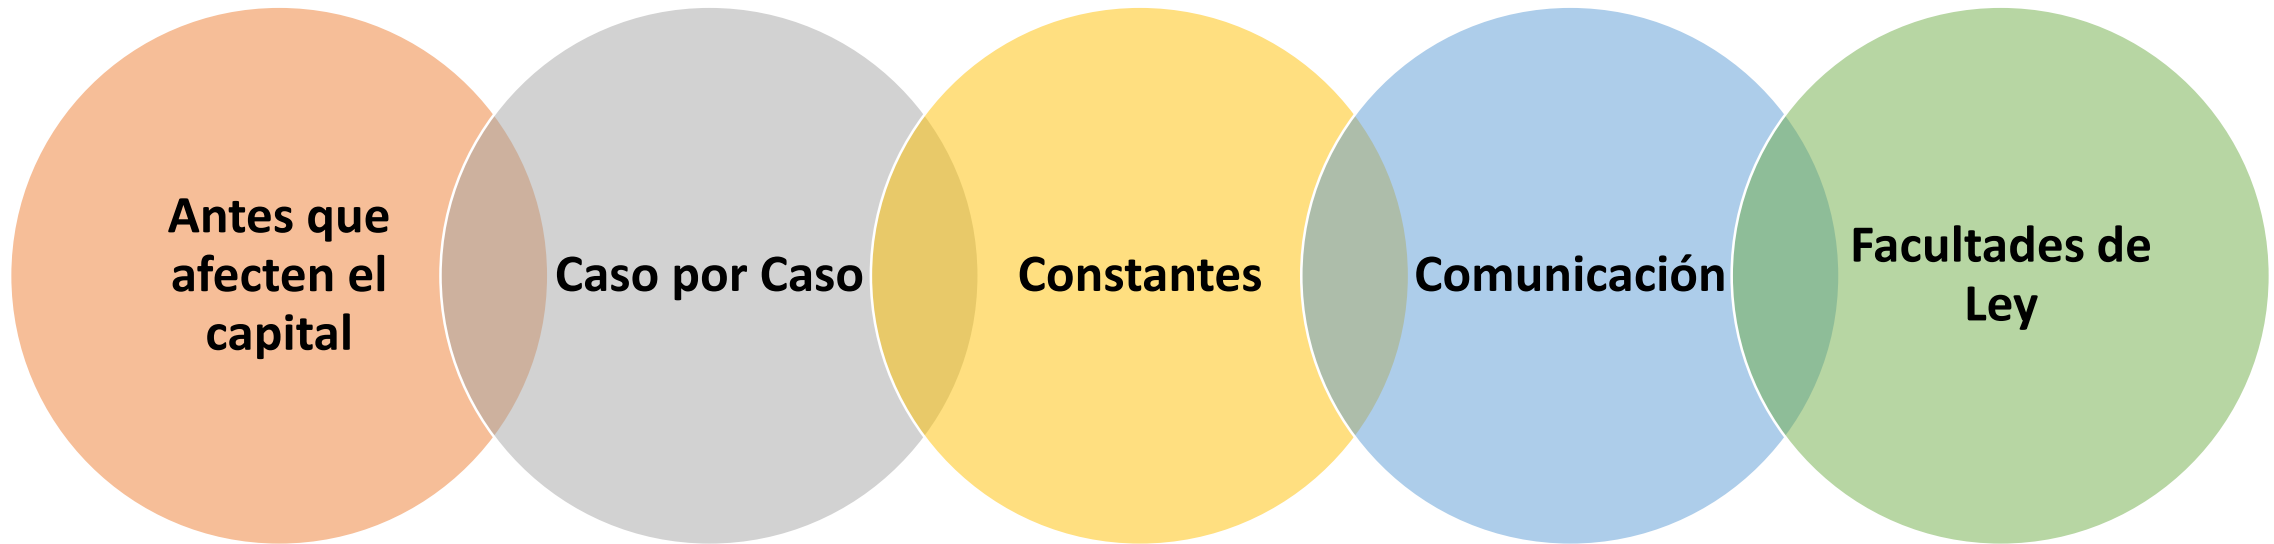 Antes que
afecten el
capital
Caso por Caso
Constantes
Comunicación
Facultades de
Ley